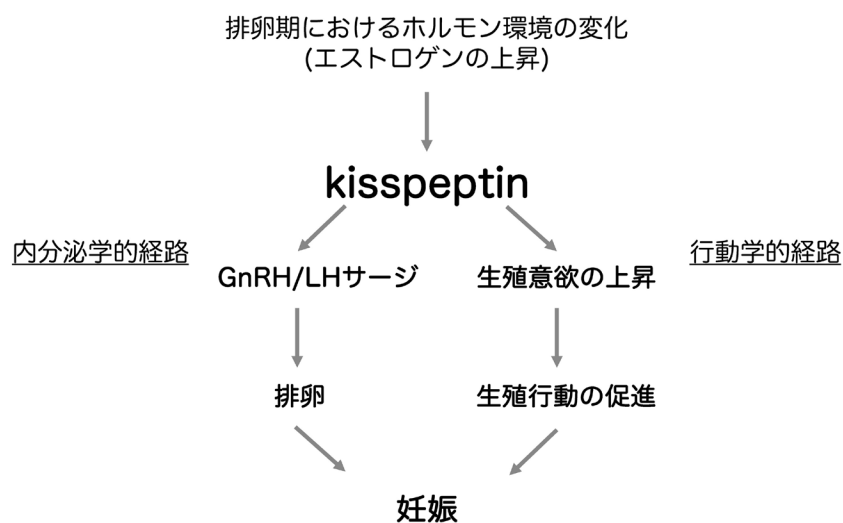 排卵期におけるホルモン環境の変化
(エストロゲンの上昇)
kisspeptin
内分泌学的経路
行動学的経路
GnRH/LHサージ
生殖意欲の上昇
排卵
生殖行動の促進
妊娠